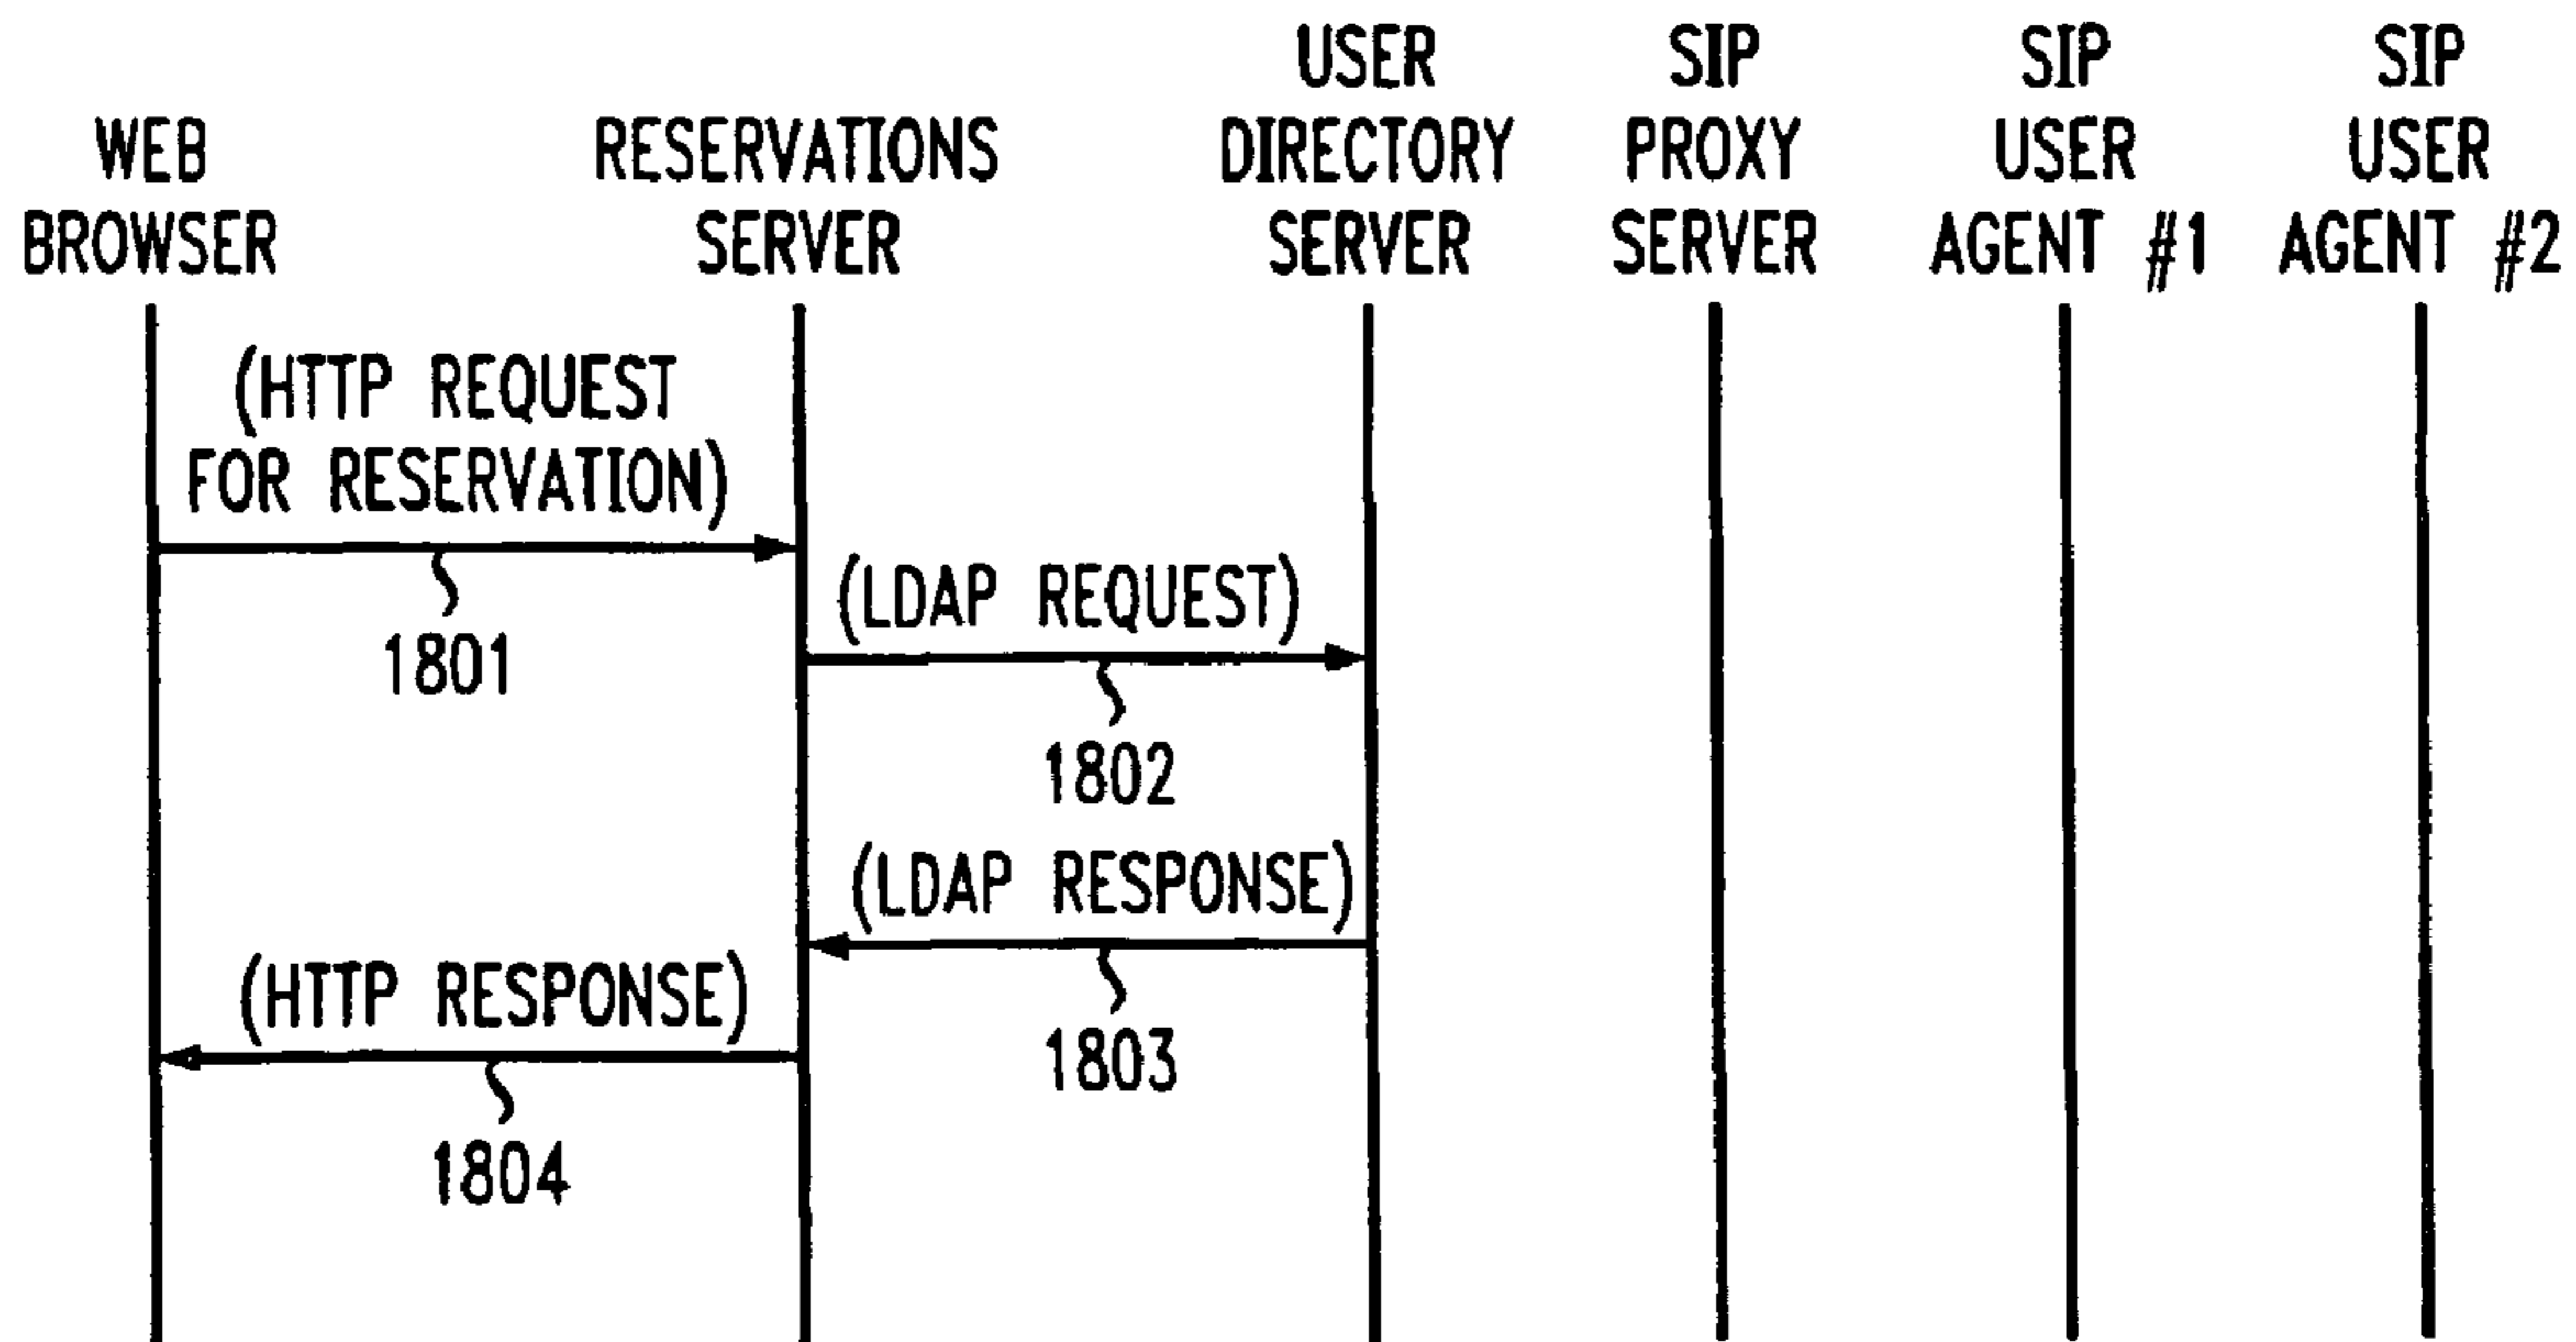 WEB
BROWSER
RESERVATIONS
SERVER
USER
DIRECTORY
SERVER
SIP
PROXY
SERVER
SIP
USER
AGENT #1
SIP
USER
AGENT #2
(HTTP REQUEST
FOR RESERVATION)
1801
(LDAP REQUEST)
1802
(LDAP RESPONSE)
1803
(HTTP RESPONSE)
1804